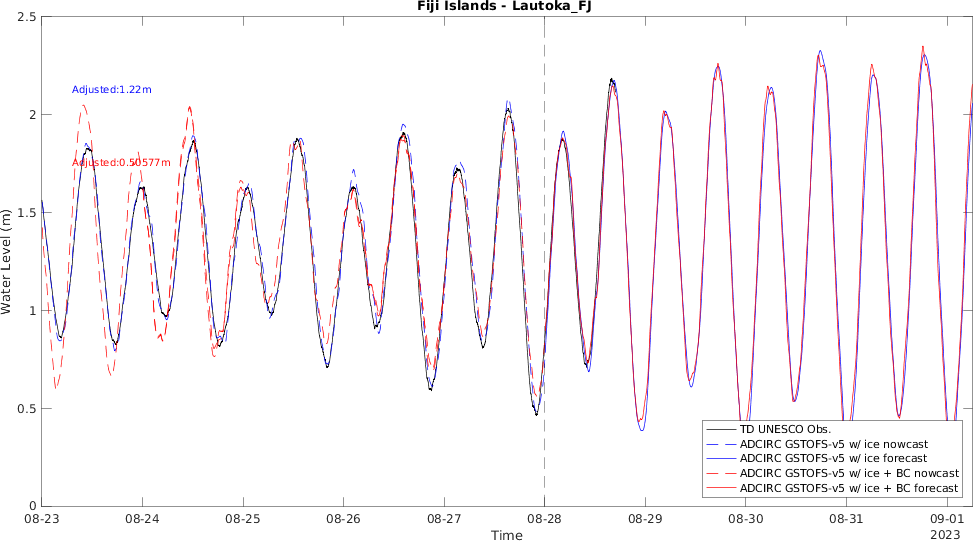 Fiji Islands - Lautoka_FJ
2.5
Adjusted:1.22m
2
Adjusted:0.50577m
1.5
Water Level (m)
1
0.5
0
TD UNESCO Obs.
ADCIRC GSTOFS-v5 w/ ice nowcast
ADCIRC GSTOFS-v5 w/ ice forecast
ADCIRC GSTOFS-v5 w/ ice + BC nowcast
ADCIRC GSTOFS-v5 w/ ice + BC forecast
08-23 08-24 08-25 08-26 08-27 08-28 08-29 08-30 08-31 09-01
2023
Time